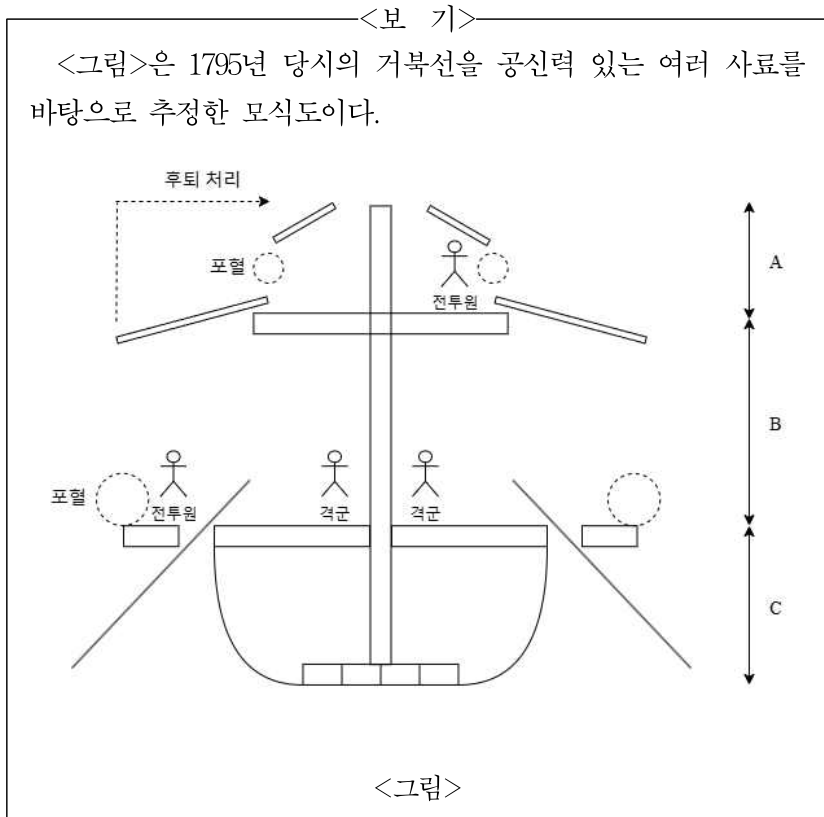 <보 기>
<그림>은 1795년 당시의 거북선을 공신력 있는 여러 사료를
바탕으로 추정한 모식도이다.
후퇴 처리
포혈
전투원
A
B
포혈
전투원
격군
격군
C
<그림>